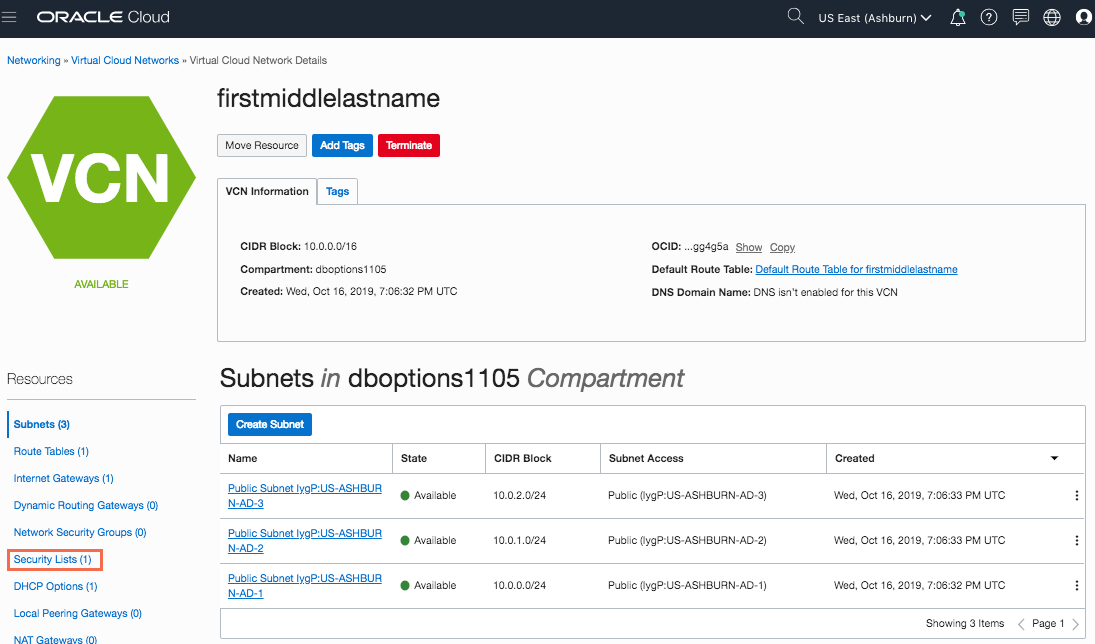 ORACLE Cloud
US East (Ashburn)
Networking » Virtual Cloud Networks » Virtual Cloud Network Details
VCN
AVAILABLE
firstmiddlelastname
Move Resource Add Tags Terminate
VCN Information Tags
CIDR Block: 10.0.0.0/16
Compartment: dboptions1105
Created: Wed, Oct 16, 2019, 7:06:32 PM UTC
OCID: ...gg4g5a Show Copy
Default Route Table: Default Route Table for firstmiddlelastname
DNS Domain Name: DNS isn't enabled for this VCN
Resources
Subnets (3)
Route Tables (1)
Internet Gateways (1)
Dynamic Routing Gateways (0)
Network Security Groups (0)
Security Lists (1)
DHCP Options (1)
Local Peering Gateways (0)
NAT Gateways (0)
Subnets in dboptions1105 Compartment
Create Subnet
Name State CIDR Block Subnet Access Created
Public Subnet IygP:US-ASHBUR
N-AD-3
Available 10.0.2.0/24 Public (IygP:US-ASHBURN-AD-3) Wed, Oct 16, 2019, 7:06:33 PM UTC
Public Subnet IygP:US-ASHBUR
N-AD-2
Available 10.0.1.0/24 Public (IygP:US-ASHBURN-AD-2) Wed, Oct 16, 2019, 7:06:33 PM UTC
Public Subnet IygP:US-ASHBUR
N-AD-1
Available 10.0.0.0/24 Public (IygP:US-ASHBURN-AD-1) Wed, Oct 16, 2019, 7:06:32 PM UTC
Showing 3 Items < Page 1 >